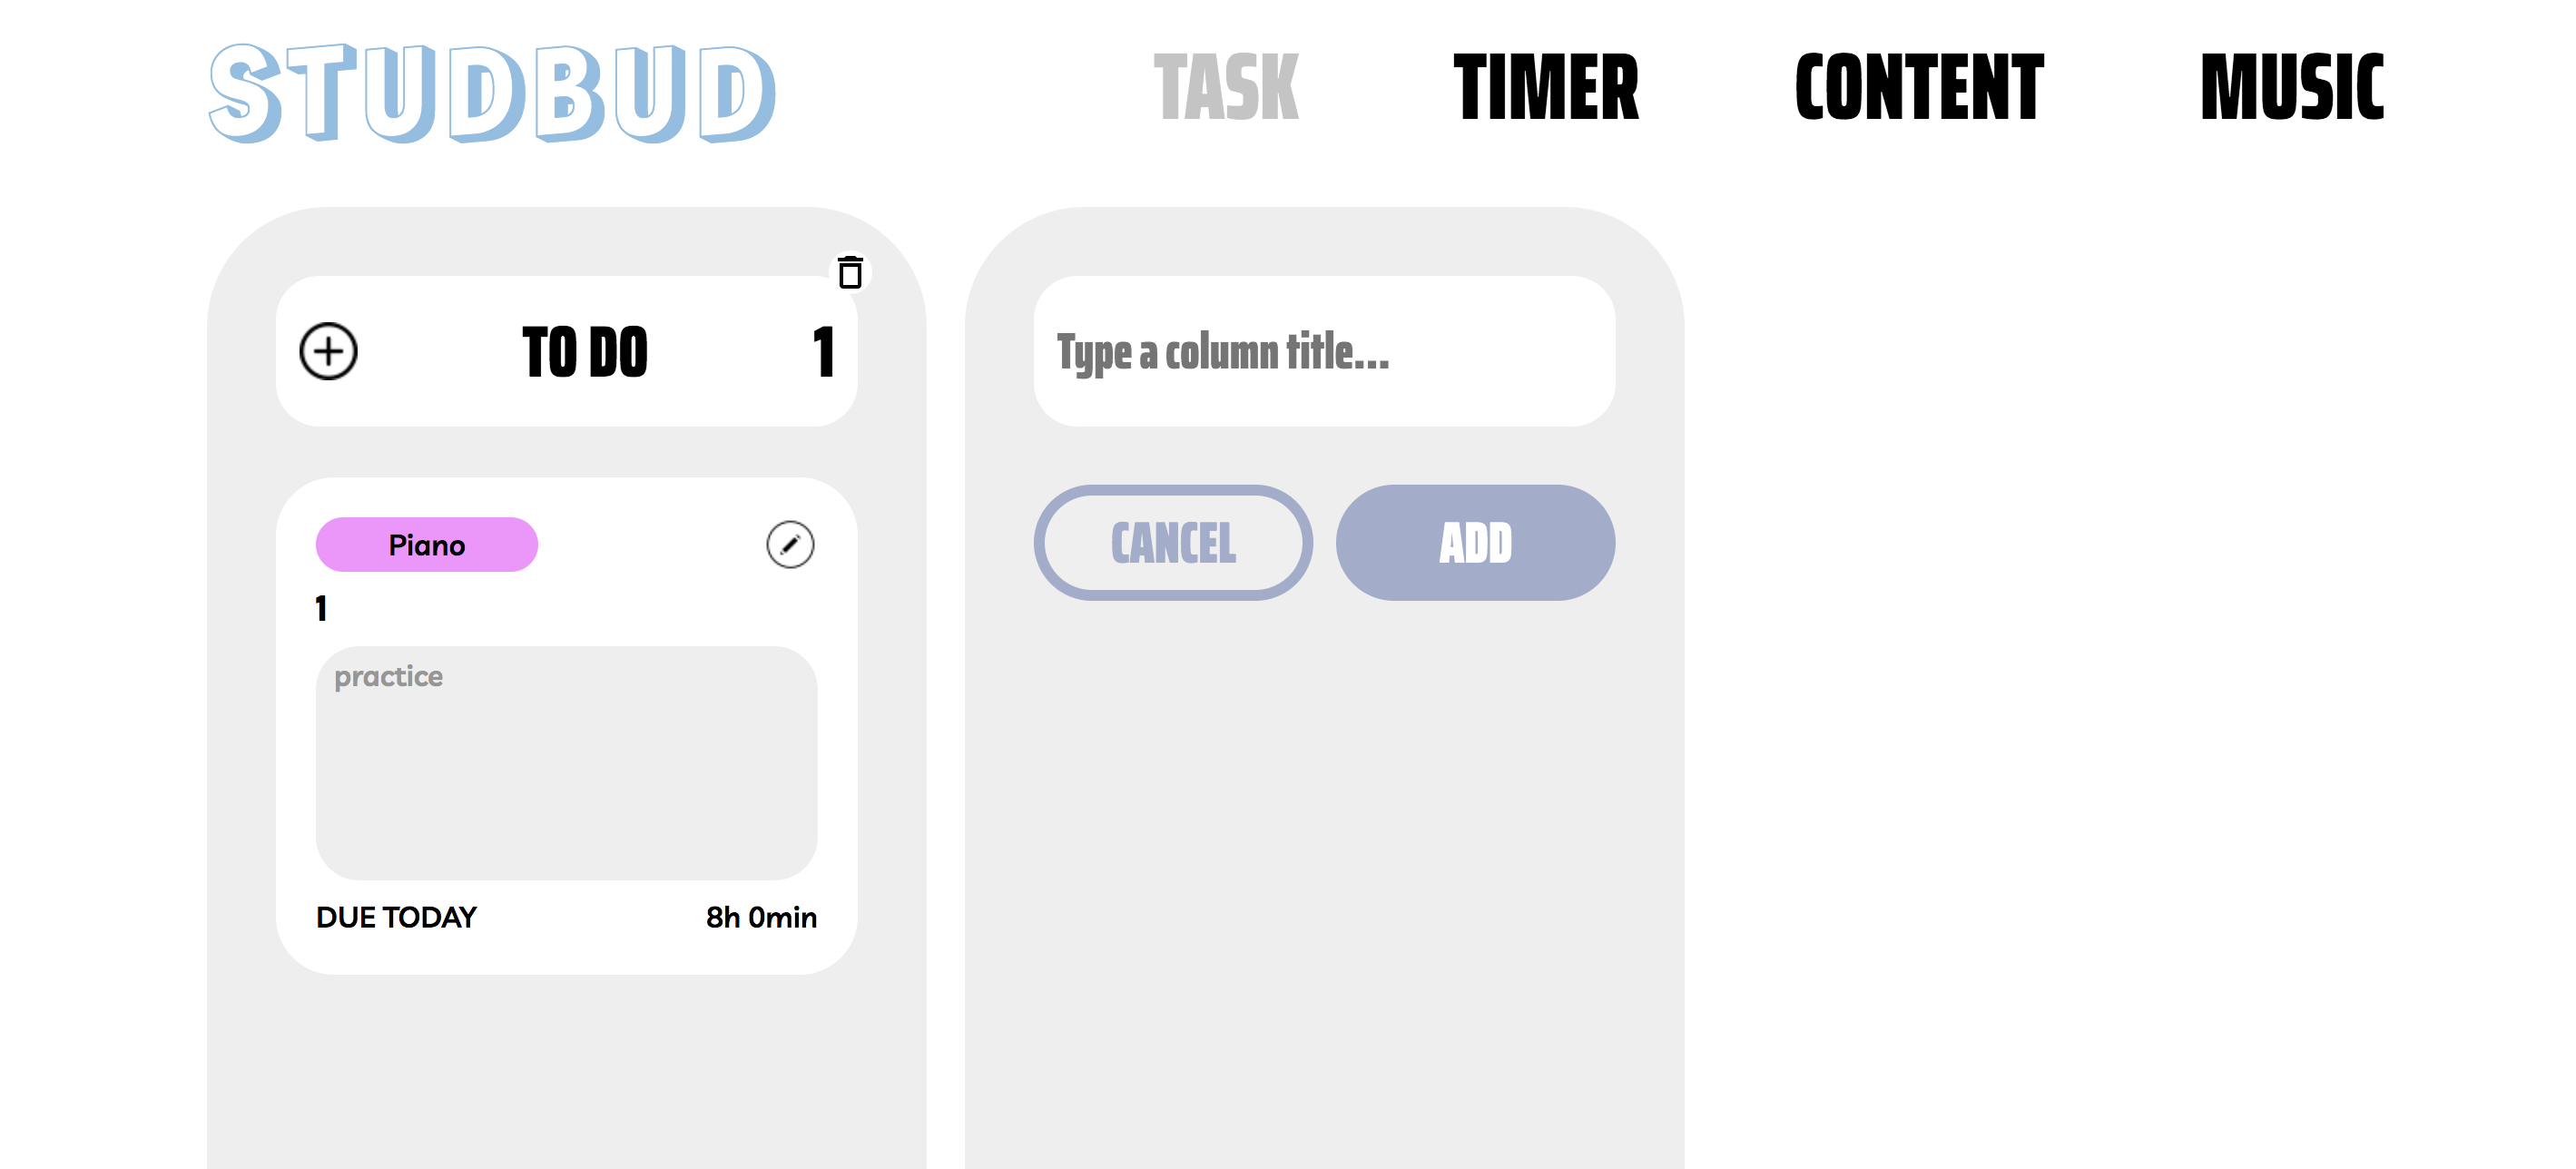 STUDBUD
TASK
TIMER
CONTENT
MUSIC
TO DO
1
Piano
1
practice
DUE TODAY
8h 0min
Type a column title...
CANCEL
ADD